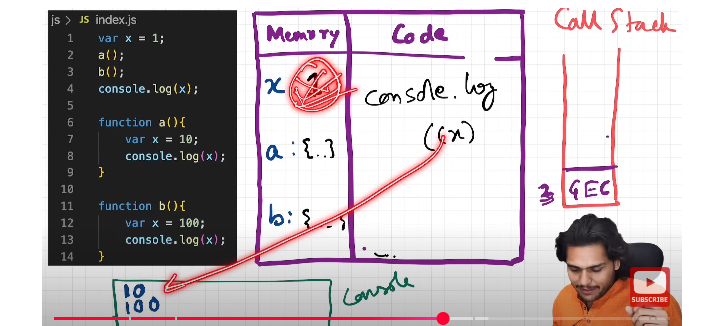 js > JS index.js
1 var x = 1;
2 a();
3 b();
4 console.log(x);
5
6 function a(){
7 var x = 10;
8 console.log(x);
9 }
10
11 function b(){
12 var x = 100;
13 console.log(x);
14 }
Memory Code
x 1 console.log
(x)
a : {..}
b : {..}
10
100
Console
Call Stack
GEC
SUBSCRIBE